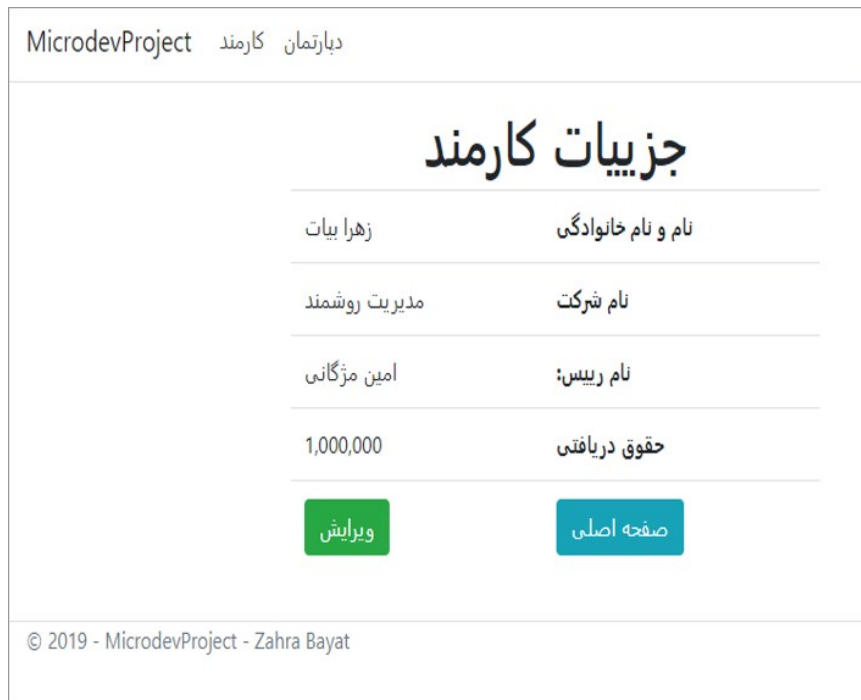 MicrodevProject کارمند دپارتمان
جزییات کارمند
نام و نام خانوادگی زهرا بیات
نام شرکت مدیریت روشمند
نام رییس: امین مژگانی
حقوق دریافتی 1,000,000
صفحه اصلی ویرایش
© 2019 - MicrodevProject - Zahra Bayat